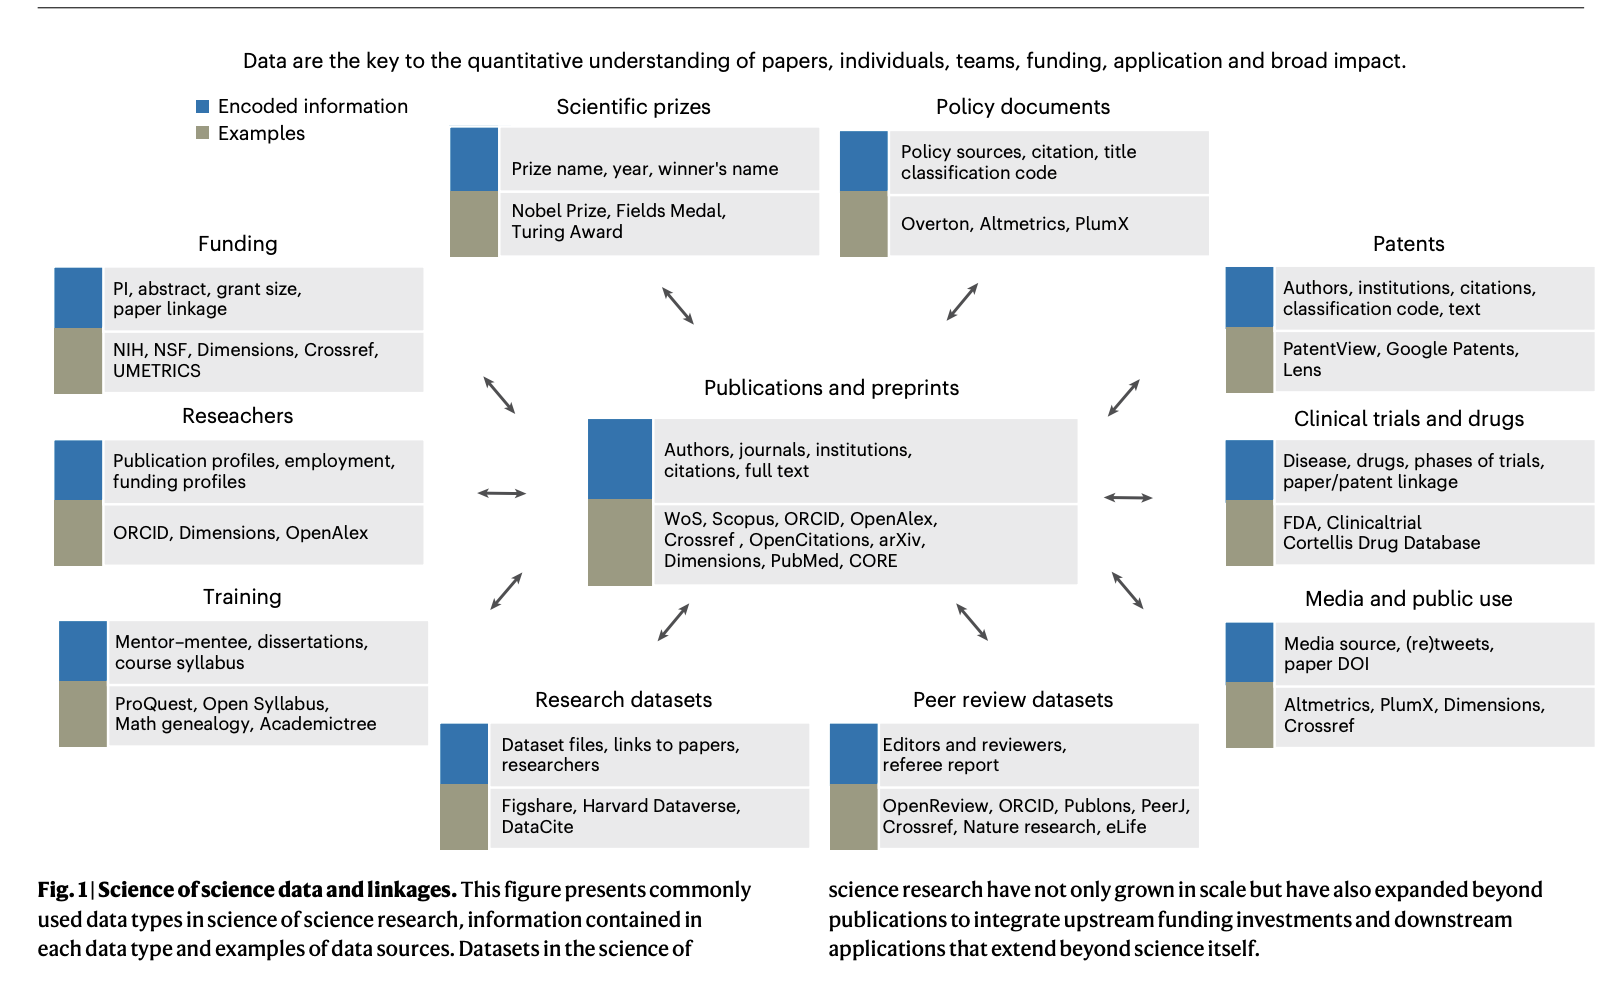 Data are the key to the quantitative understanding of papers, individuals, teams, funding, application and broad impact.
Encoded information
Examples
Scientific prizes
Prize name, year, winner's name
Nobel Prize, Fields Medal,
Turing Award
Policy documents
Policy sources, citation, title
classification code
Overton, Altmetrics, PlumX
Funding
PI, abstract, grant size,
paper linkage
NIH, NSF, Dimensions, Crossref,
UMETRICS
Patents
Authors, institutions, citations,
classification code, text
PatentView, Google Patents,
Lens
Publications and preprints
Authors, journals, institutions,
citations, full text
WoS, Scopus, ORCID, OpenAlex,
Crossref , OpenCitations, arXiv,
Dimensions, PubMed, CORE
Reseachers
Publication profiles, employment,
funding profiles
ORCID, Dimensions, OpenAlex
Clinical trials and drugs
Disease, drugs, phases of trials,
paper/patent linkage
FDA, Clinicaltrial
Cortellis Drug Database
Training
Mentor–mentee, dissertations,
course syllabus
ProQuest, Open Syllabus,
Math genealogy, Academictree
Media and public use
Media source, (re)tweets,
paper DOI
Altmetrics, PlumX, Dimensions,
Crossref
Research datasets
Dataset files, links to papers,
researchers
Figshare, Harvard Dataverse,
DataCite
Peer review datasets
Editors and reviewers,
referee report
OpenReview, ORCID, Publons, PeerJ,
Crossref, Nature research, eLife
Fig. 1 | Science of science data and linkages. This figure presents commonly
used data types in science of science research, information contained in
each data type and examples of data sources. Datasets in the science of
science research have not only grown in scale but have also expanded beyond
publications to integrate upstream funding investments and downstream
applications that extend beyond science itself.